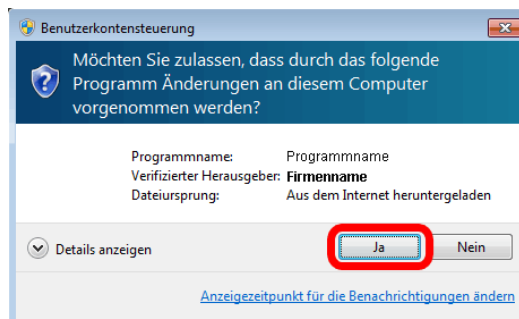 Benutzerkontensteuerung
Möchten Sie zulassen, dass durch das folgende
Programm Änderungen an diesem Computer
vorgenommen werden?
Programmname: Programmname
Verifizierter Herausgeber: Firmenname
Dateiursprung: Aus dem Internet heruntergeladen
Details anzeigen Ja Nein
Anzeigezeitpunkt für die Benachrichtigungen ändern